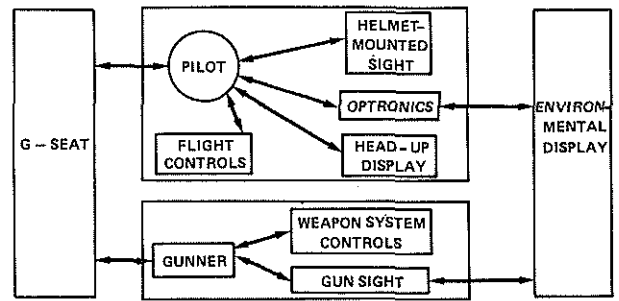 G – SEAT
PILOT
HELMET-
MOUNTED
SIGHT
OPTRONICS
FLIGHT
CONTROLS
HEAD-UP
DISPLAY
ENVIRON-
MENTAL
DISPLAY
GUNNER
WEAPON SYSTEM
CONTROLS
GUN SIGHT